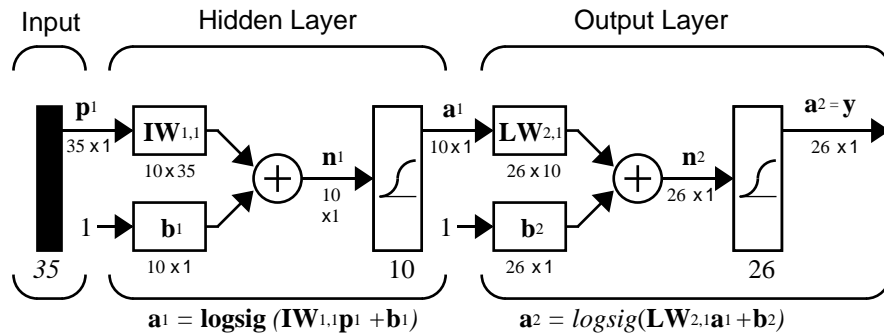 Input Hidden Layer Output Layer
p1 a1 a2 = y
IW1,1 LW2,1
35 x 1 n1 10 x 1 n2 26 x 1
10 x 35 26 x 10
10
x1 26 x 1
1 b1 1 b2
35 10 x 1 10 26 x 1 26
a1 = logsig (IW1,1p1 +b1) a2 = logsig(LW2,1a1 +b2)